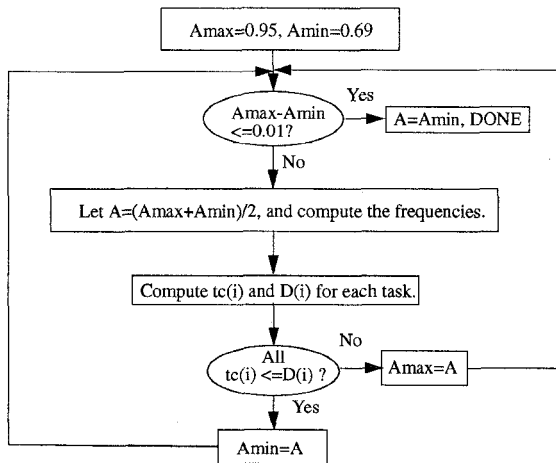 Amax=0.95, Amin=0.69
Amax-Amin
<=0.01?
Yes
A=Amin, DONE
No
Let A=(Amax+Amin)/2, and compute the frequencies.
Compute tc(i) and D(i) for each task.
All
tc(i) <=D(i) ?
No
Amax=A
Yes
Amin=A